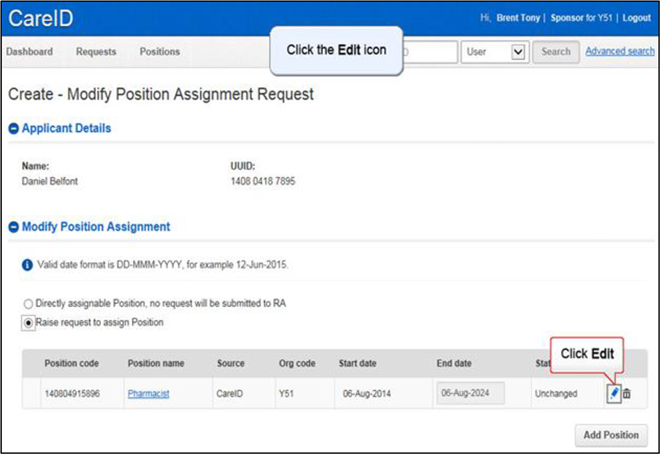 CareID
Hi, Brent Tony | Sponsor for Y51 | Logout
Dashboard Requests Positions
Click the Edit icon
D User Search Advanced search
Create - Modify Position Assignment Request
Applicant Details
Name: UUID:
Daniel Belfont 1408 0418 7895
Modify Position Assignment
Valid date format is DD-MMM-YYYY, for example 12-Jun-2015.
Directly assignable Position, no request will be submitted to RA
Raise request to assign Position
Click Edit
Position code Position name Source Org code Start date End date Stat
140804915896 Pharmacist CareID Y51 06-Aug-2014 06-Aug-2024 Unchanged
Add Position